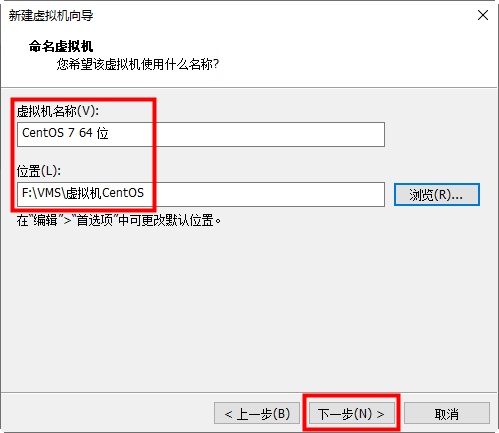 新建虚拟机向导
命名虚拟机
您希望该虚拟机使用什么名称?
虚拟机名称(V):
CentOS 7 64 位
位置(L):
F:\VMS\虚拟机CentOS
浏览(R)...
在“编辑”>“首选项”中可更改默认位置。
< 上一步(B)
下一步(N) >
取消